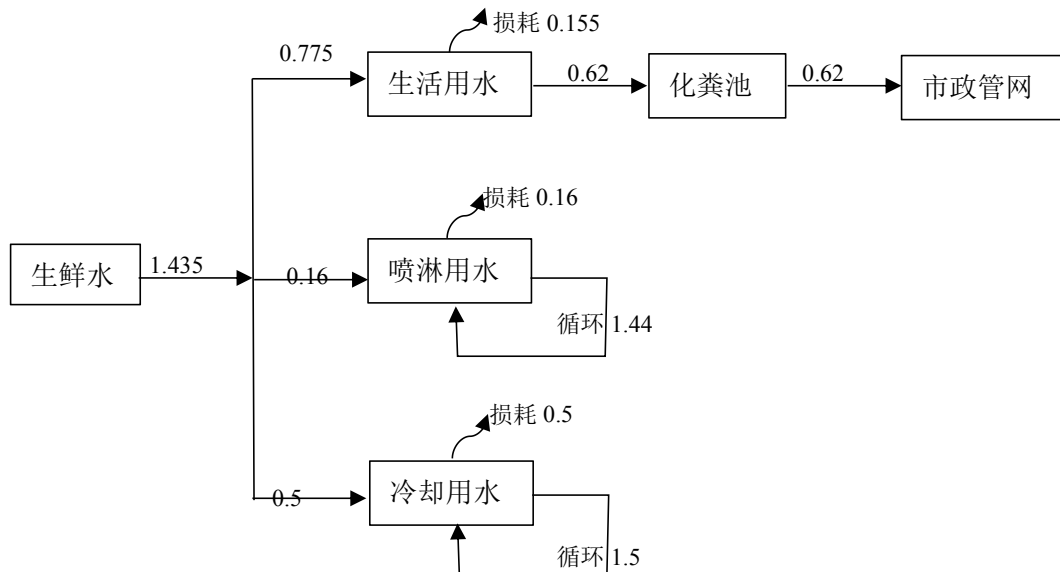 损耗 0.155
0.775
生活用水
0.62
化粪池
0.62
市政管网
损耗 0.16
生鲜水
1.435
0.16
喷淋用水
循环 1.44
损耗 0.5
0.5
冷却用水
循环 1.5